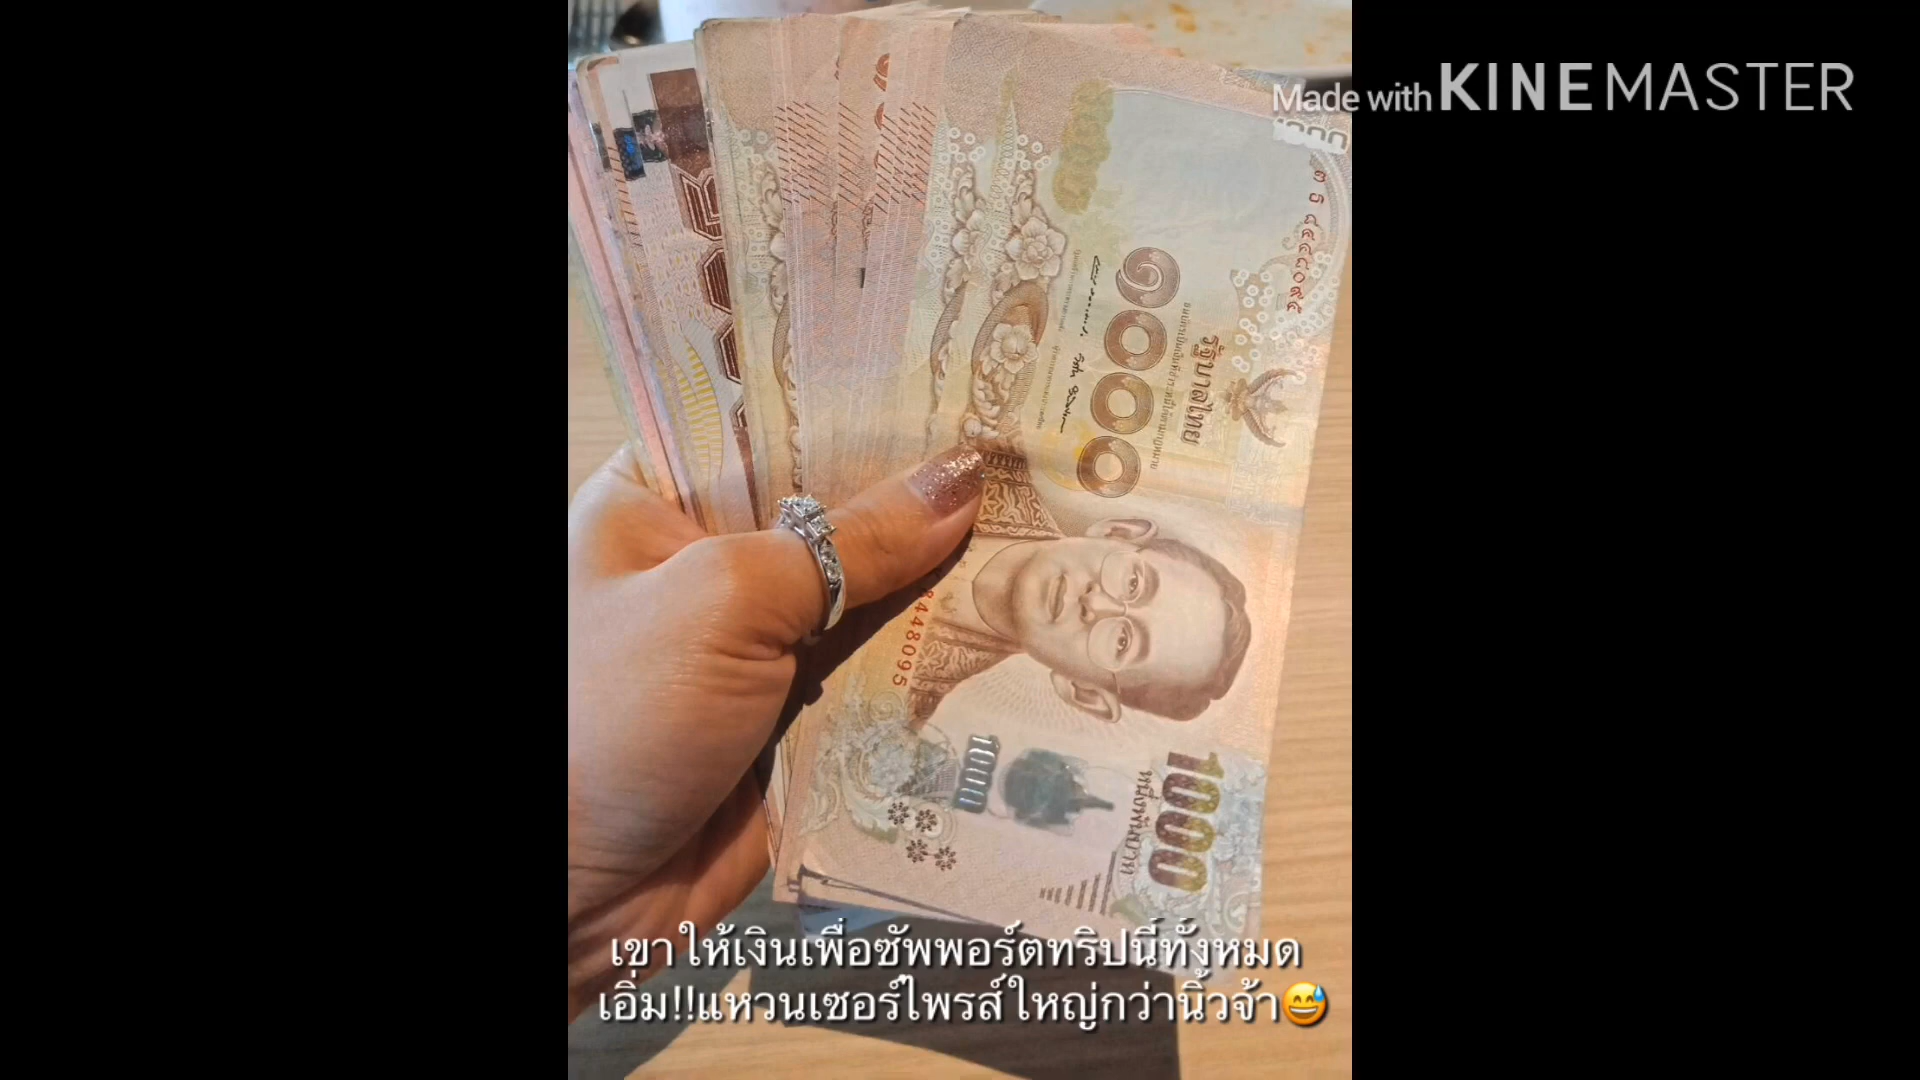 Made with KINEMASTER
๑๐๐๐
รัฐบาลไทย
8448095
1000
1000
หนึ่งพันบาท
เขาให้เงินเพื่อซัพพอร์ตทริปนี้ทั้งหมด
เอิ่ม!!แหวนเซอร์ไพรส์ใหญ่กว่านิ้วจ้า😅